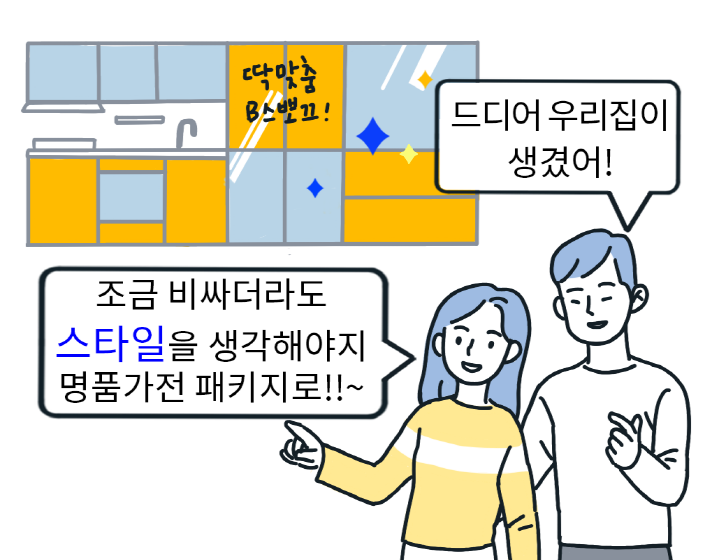 딱맞춤
B스뽀끄!
드디어 우리집이
생겼어!
조금 비싸더라도
스타일을 생각해야지
명품가전 패키지로!!~